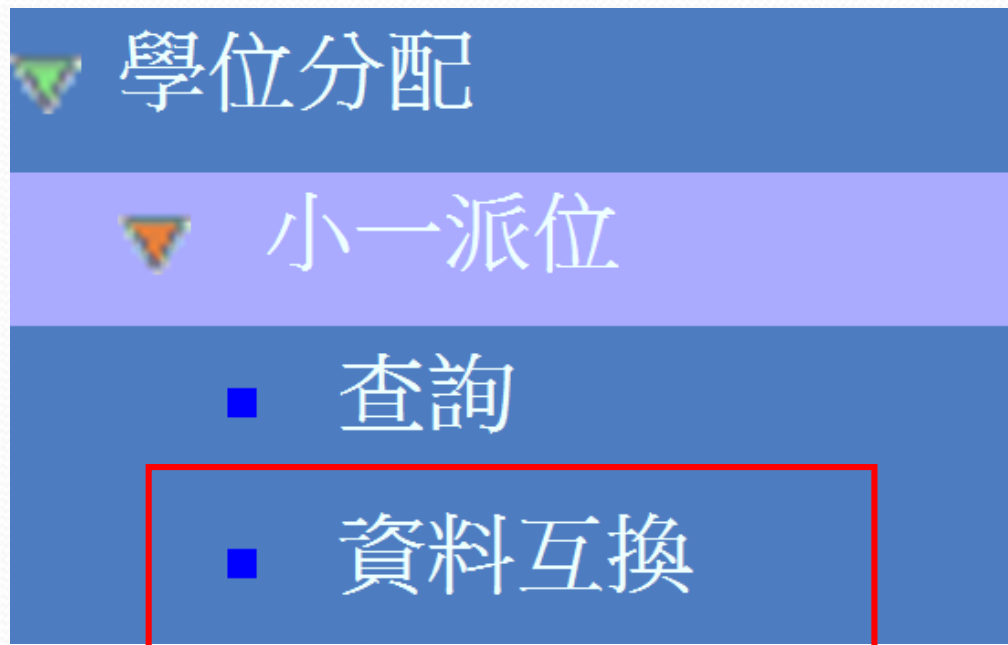 學位分配
小一派位
查詢
資料互換